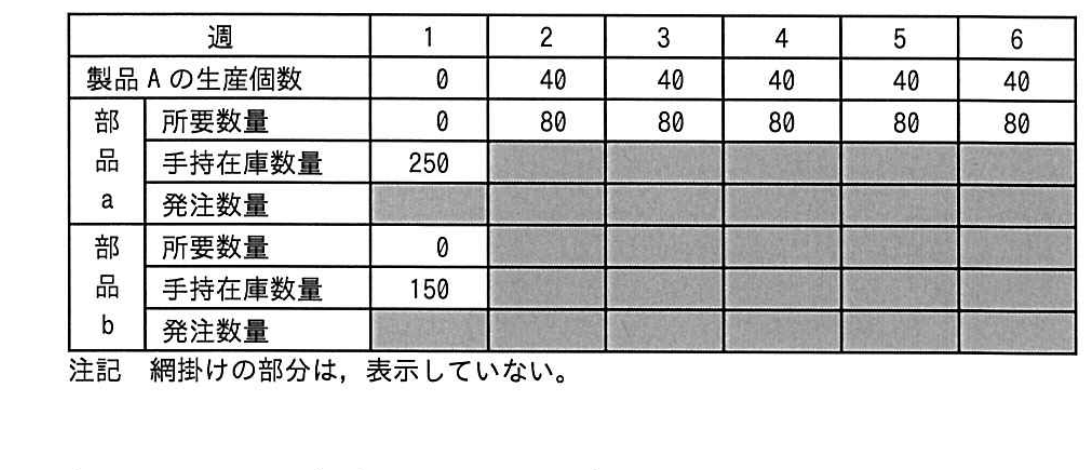 週 1 2 3 4 5 6
製品 A の生産個数 0 40 40 40 40 40
部品 a 所要数量 0 80 80 80 80 80
手持在庫数量 250
発注数量
部品 b 所要数量 0
手持在庫数量 150
発注数量
注記 網掛けの部分は，表示していない。